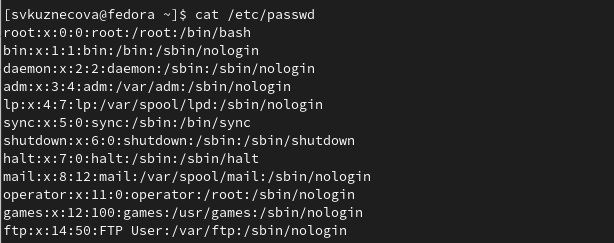 [svkuznecova@fedora ~]$ cat /etc/passwd
root:x:0:0:root:/root:/bin/bash
bin:x:1:1:bin:/bin:/sbin/nologin
daemon:x:2:2:daemon:/sbin:/sbin/nologin
adm:x:3:4:adm:/var/adm:/sbin/nologin
lp:x:4:7:lp:/var/spool/lpd:/sbin/nologin
sync:x:5:0:sync:/sbin:/bin/sync
shutdown:x:6:0:shutdown:/sbin:/sbin/shutdown
halt:x:7:0:halt:/sbin:/sbin/halt
mail:x:8:12:mail:/var/spool/mail:/sbin/nologin
operator:x:11:0:operator:/root:/sbin/nologin
games:x:12:100:games:/usr/games:/sbin/nologin
ftp:x:14:50:FTP User:/var/ftp:/sbin/nologin